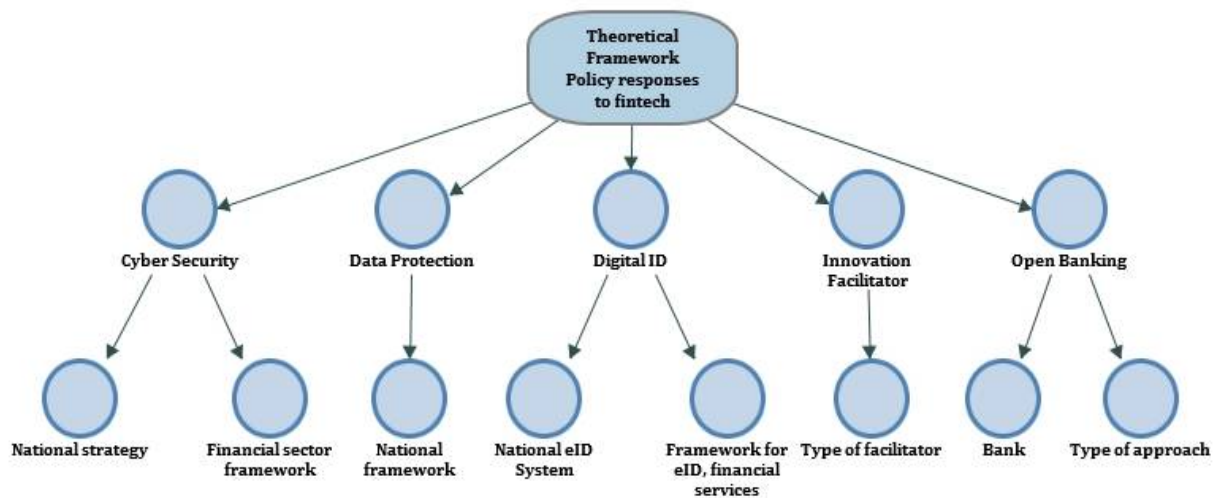 Theoretical
Framework
Policy responses
to fintech
Cyber Security
Data Protection
Digital ID
Innovation
Facilitator
Open Banking
National strategy
Financial sector
framework
National
framework
National eID
System
Framework for
eID, financial
services
Type of facilitator
Bank
Type of approach